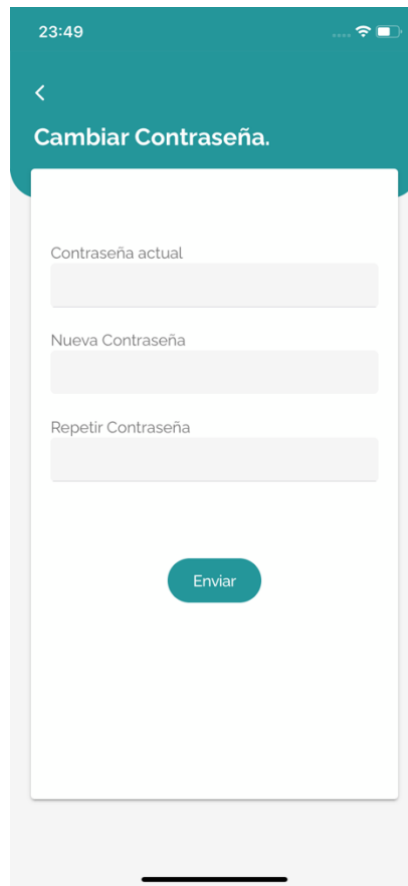 23:49
Cambiar Contraseña.
Contraseña actual
Nueva Contraseña
Repetir Contraseña
Enviar